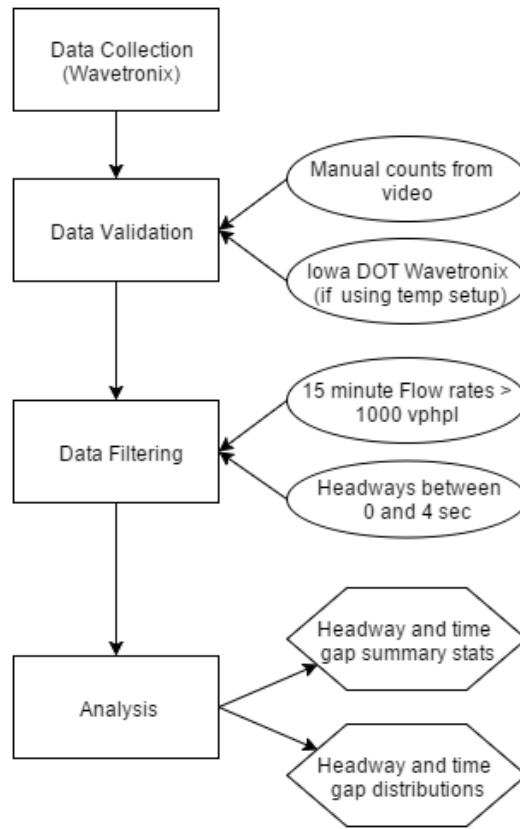 Data Collection
(Wavetronix)
Manual counts from
video
Data Validation
Iowa DOT Wavetronix
(if using temp setup)
15 minute Flow rates >
1000 vphpl
Data Filtering
Headways between
0 and 4 sec
Headway and time
gap summary stats
Analysis
Headway and time
gap distributions